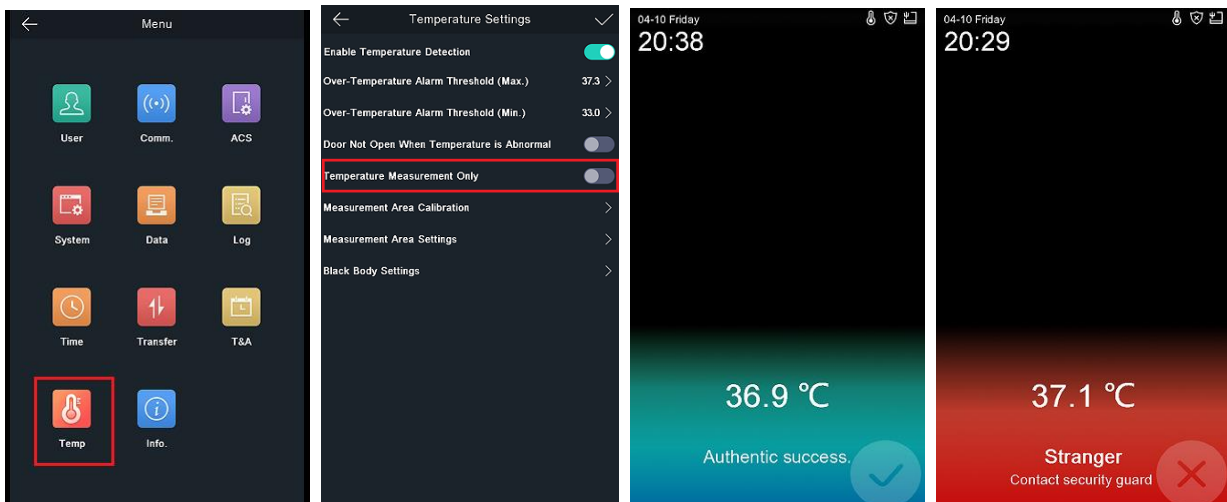 Menu
User
Comm.
ACS
System
Data
Log
Time
Transfer
T&A
Temp
Info.
Temperature Settings
Enable Temperature Detection
Over-Temperature Alarm Threshold (Max.) 37.3
Over-Temperature Alarm Threshold (Min.) 33.0
Door Not Open When Temperature is Abnormal
Temperature Measurement Only
Measurement Area Calibration
Measurement Area Settings
Black Body Settings
04-10 Friday
20:38
36.9 ℃
Authentic success.
04-10 Friday
20:29
37.1 ℃
Stranger
Contact security guard